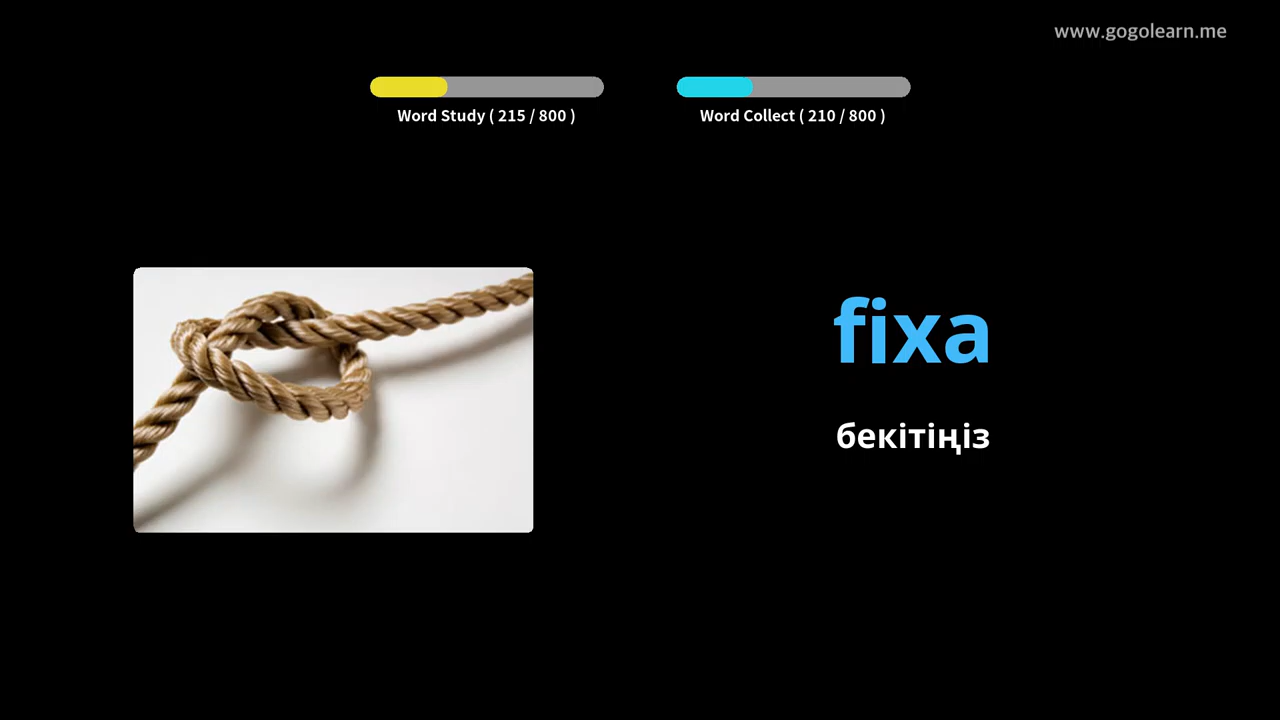 www.gogolearn.me
Word Study ( 215 / 800 )
Word Collect ( 210 / 800 )
fixa
бекітіңіз